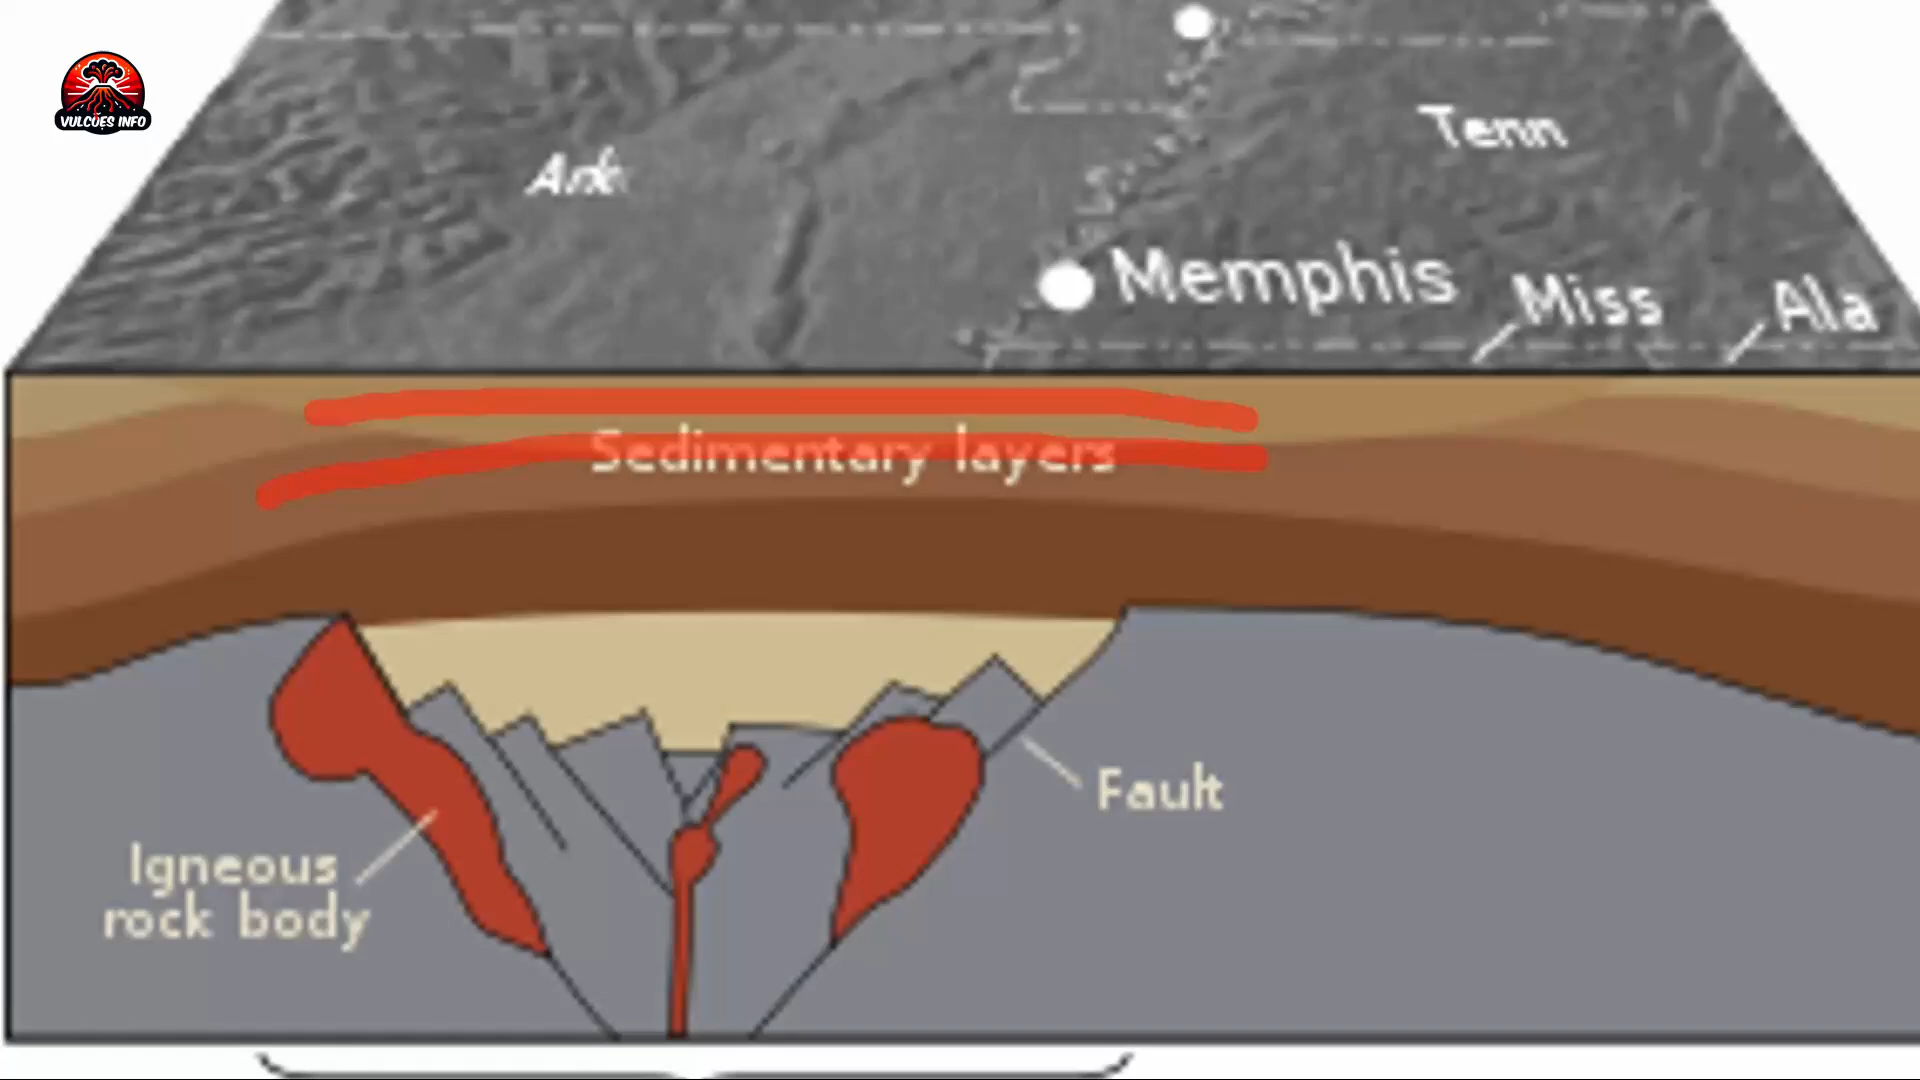 VULCÕES INFO
Tenn
Ark
Memphis
Miss
Ala
Sedimentary layers
Fault
Igneous
rock body